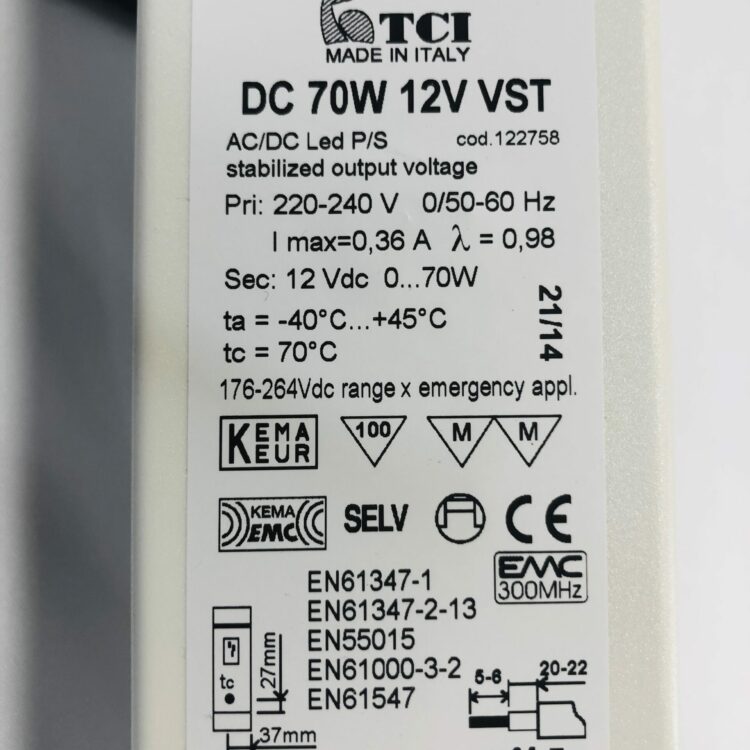 TCI
MADE IN ITALY
DC 70W 12V VST
AC/DC Led P/S cod.122758
stabilized output voltage
Pri: 220-240 V 0/50-60 Hz
I max=0,36 A λ = 0,98
Sec: 12 Vdc 0...70W
ta = -40°C...+45°C
tc = 70°C
21/14
176-264Vdc range x emergency appl.
KEMA EUR
100
M M
KEMA EMC
SELV
CE
EMC
300MHz
EN61347-1
EN61347-2-13
EN55015
EN61000-3-2
EN61547
tc
27mm
37mm
5-6
20-22